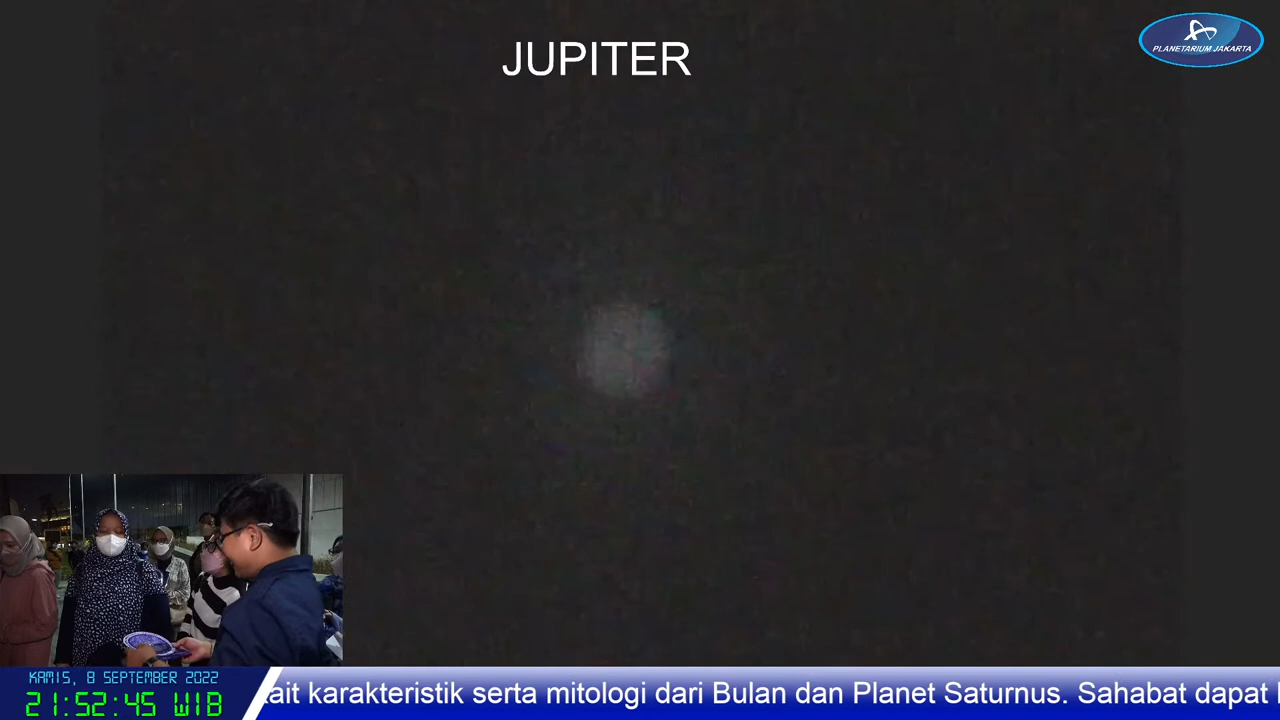 JUPITER
PLANETARIUM JAKARTA
KAMIS, 8 SEPTEMBER 2022
21:52:45 WIB
karakteristik serta mitologi dari Bulan dan Planet Saturnus. Sahabat dapat